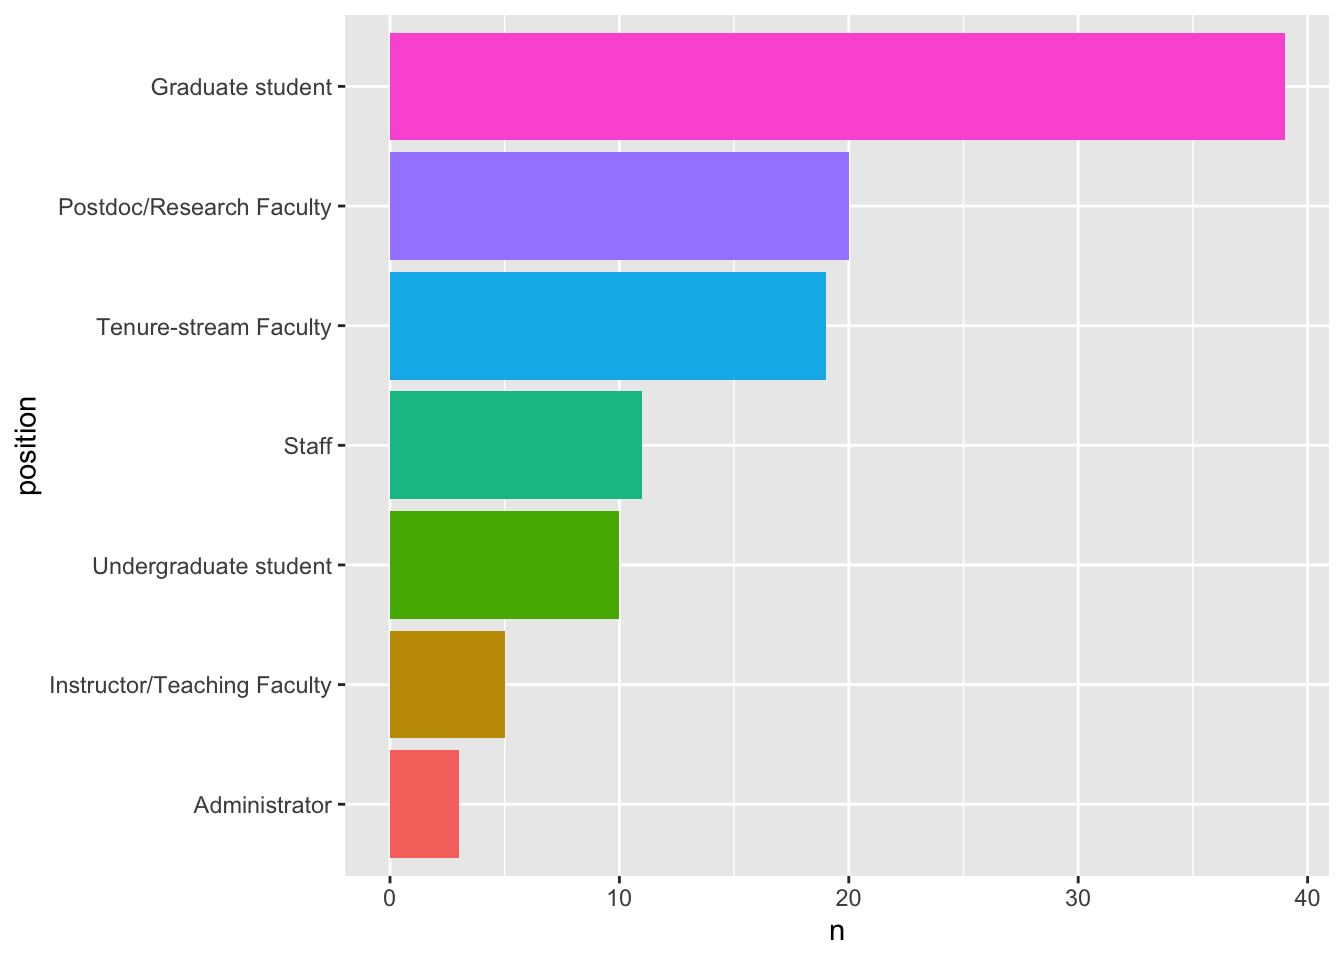 Graduate student
Postdoc/Research Faculty
Tenure-stream Faculty
Staff
Undergraduate student
Instructor/Teaching Faculty
Administrator
position
0 10 20 30 40
n